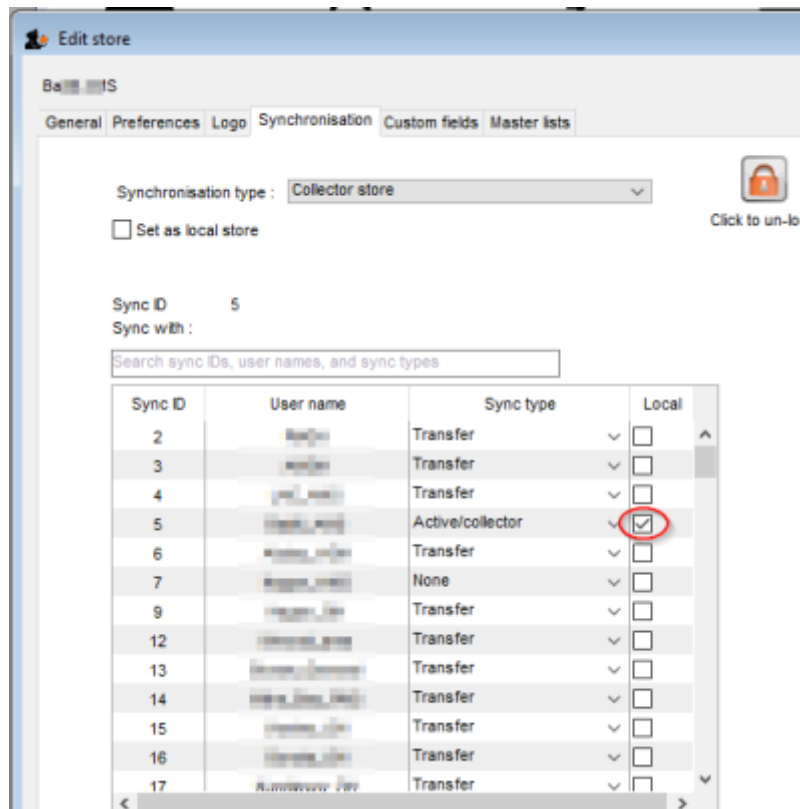 Edit store
General Preferences Logo Synchronisation Custom fields Master lists
Synchronisation type : Collector store
Click to un-lo
Set as local store
Sync ID 5
Sync with :
Search sync IDs, user names, and sync types
Sync ID User name Sync type Local
2 Transfer
3 Transfer
4 Transfer
5 Active/collector
6 Transfer
7 None
9 Transfer
12 Transfer
13 Transfer
14 Transfer
15 Transfer
16 Transfer
17 Transfer